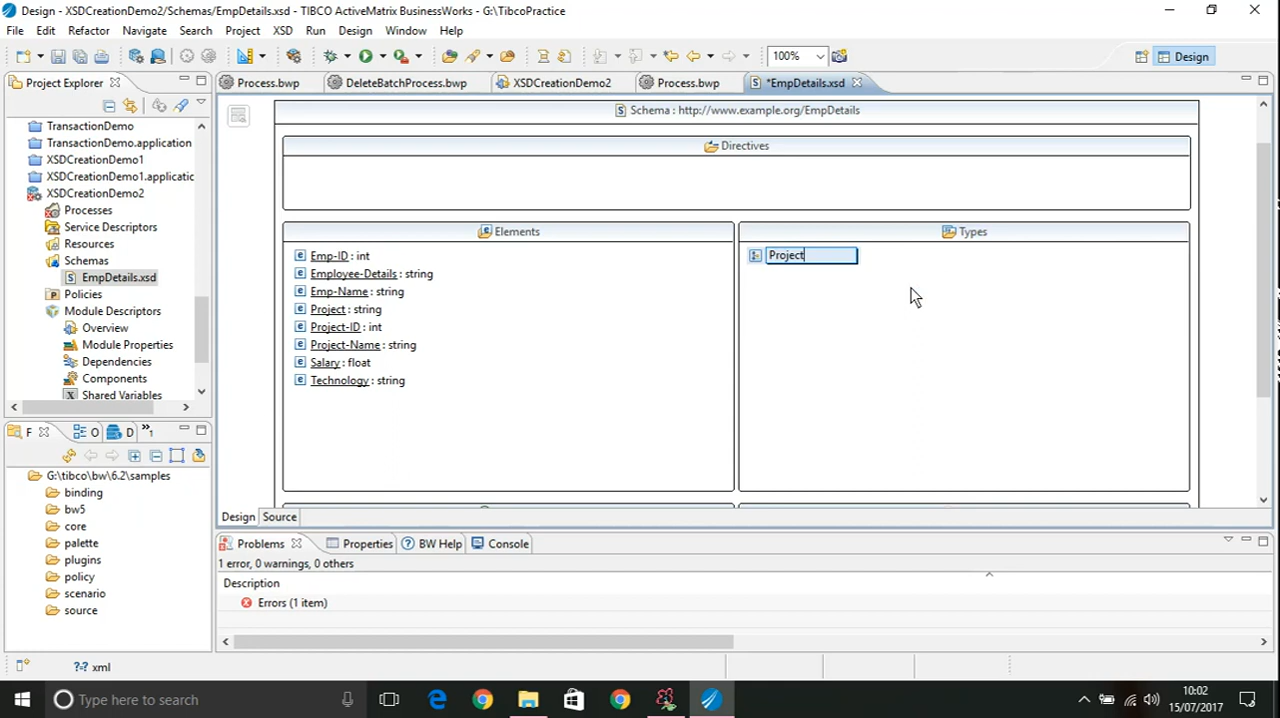 Design - XSDCreationDemo2/Schemas/EmpDetails.xsd - TIBCO ActiveMatrix BusinessWorks - G:\TibcoPractice
File Edit Refactor Navigate Search Project XSD Run Design Window Help
100% Design
Project Explorer
Process.bwp DeleteBatchProcess.bwp XSDCreationDemo2 Process.bwp *EmpDetails.xsd
TransactionDemo
TransactionDemo.application
XSDCreationDemo1
XSDCreationDemo1.applicatic
XSDCreationDemo2
Processes
Service Descriptors
Resources
Schemas
EmpDetails.xsd
Policies
Module Descriptors
Overview
Module Properties
Dependencies
Components
Shared Variables
Schema : http://www.example.org/EmpDetails
Directives
Elements
Emp-ID : int
Employee-Details : string
Emp-Name : string
Project : string
Project-ID : int
Project-Name : string
Salary : float
Technology : string
Types
Project
Design Source
F O D »1
G:\tibco\bw\6.2\samples
binding
bw5
core
palette
plugins
policy
scenario
source
Problems Properties BW Help Console
1 error, 0 warnings, 0 others
Description
Errors (1 item)
?-? xml
Type here to search
10:02
15/07/2017